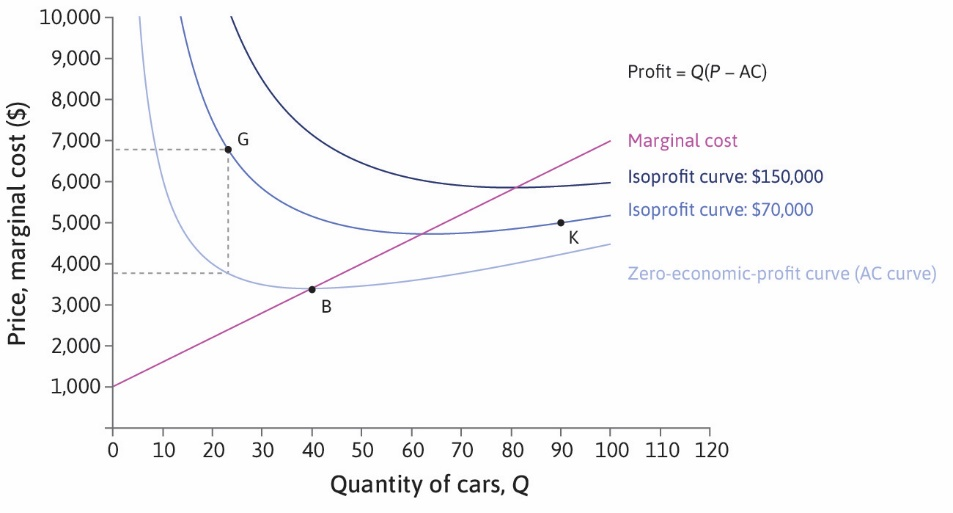 Price, marginal cost ($)
10,000
9,000
8,000
7,000
6,000
5,000
4,000
3,000
2,000
1,000
G
K
B
Profit = Q(P – AC)
Marginal cost
Isoprofit curve: $150,000
Isoprofit curve: $70,000
Zero-economic-profit curve (AC curve)
0 10 20 30 40 50 60 70 80 90 100 110 120
Quantity of cars, Q